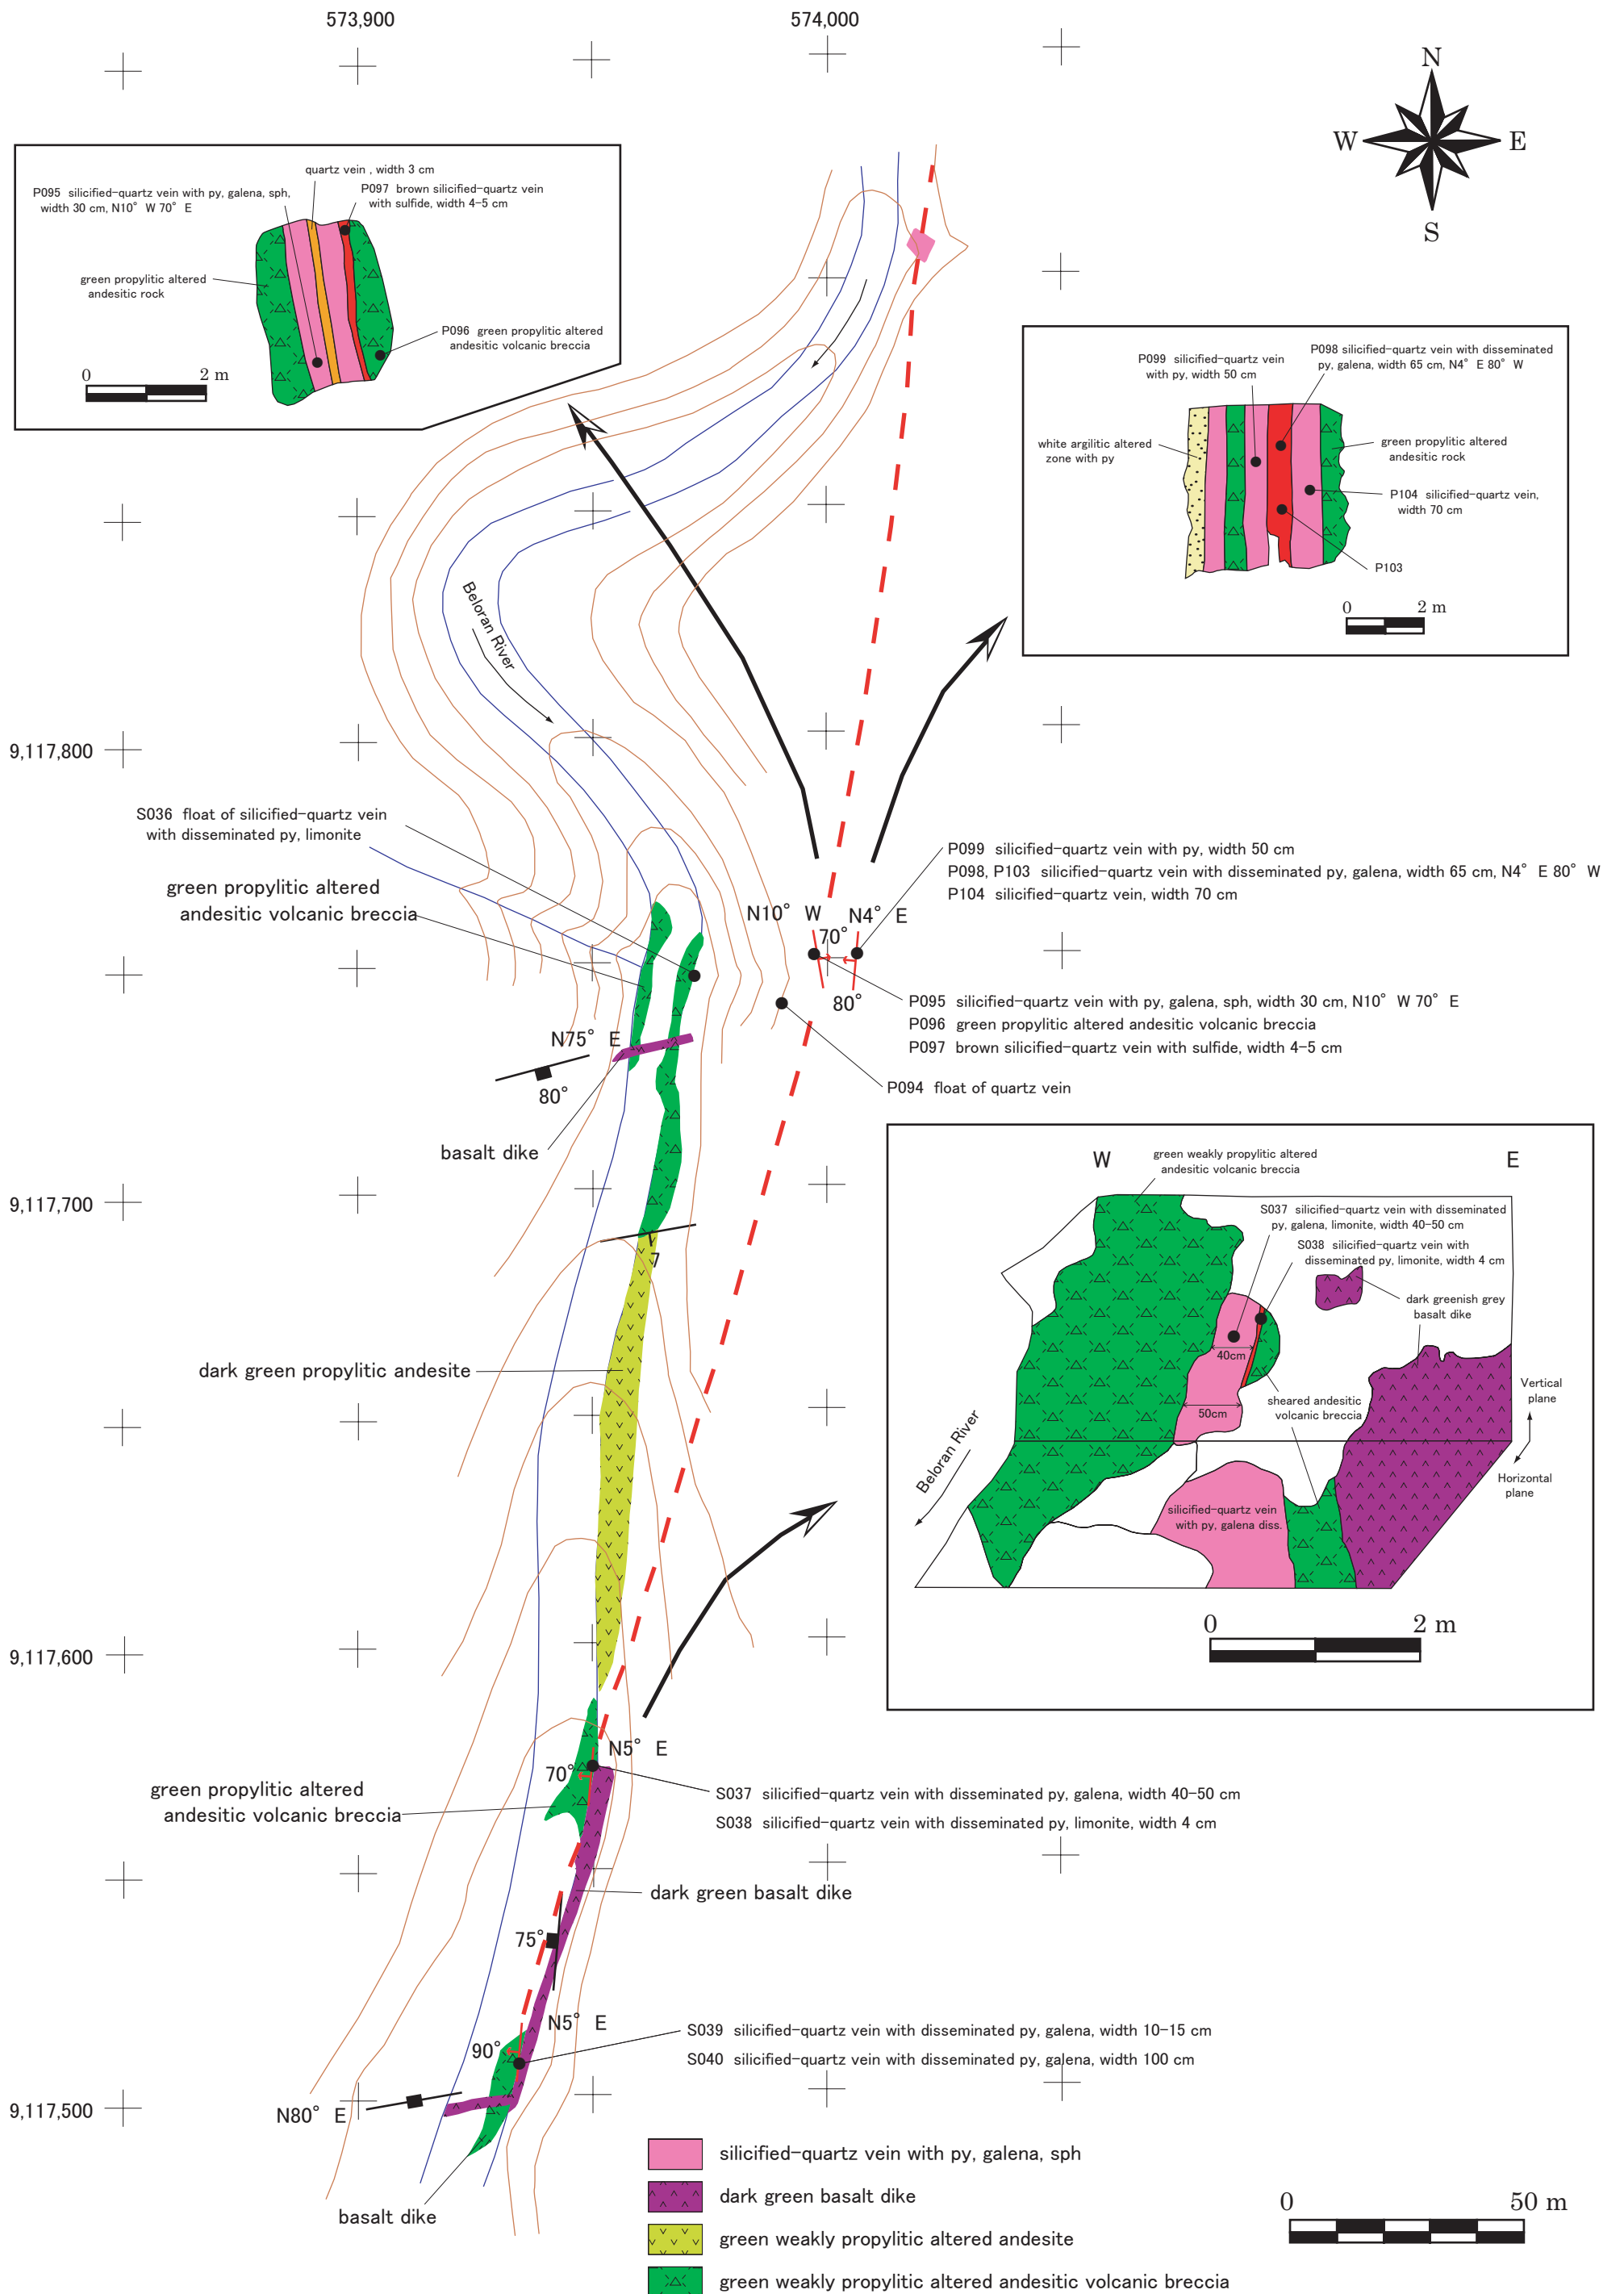 573,900
574,000
N
W
E
S
quartz vein , width 3 cm
P095 silicified-quartz vein with py, galena, sph,
width 30 cm, N10° W 70° E
P097 brown silicified-quartz vein
with sulfide, width 4-5 cm
green propylitic altered
andesitic rock
P096 green propylitic altered
andesitic volcanic breccia
0
2 m
P099 silicified-quartz vein
with py, width 50 cm
P098 silicified-quartz vein with disseminated
py, galena, width 65 cm, N4° E 80° W
white argilitic altered
zone with py
green propylitic altered
andesitic rock
P104 silicified-quartz vein,
width 70 cm
P103
0
2 m
Beloran River
9,117,800
S036 float of silicified-quartz vein
with disseminated py, limonite
green propylitic altered
andesitic volcanic breccia
P099 silicified-quartz vein with py, width 50 cm
P098, P103 silicified-quartz vein with disseminated py, galena, width 65 cm, N4° E 80° W
P104 silicified-quartz vein, width 70 cm
N10° W
N4° E
70°
80°
P095 silicified-quartz vein with py, galena, sph, width 30 cm, N10° W 70° E
P096 green propylitic altered andesitic volcanic breccia
P097 brown silicified-quartz vein with sulfide, width 4-5 cm
N75° E
80°
P094 float of quartz vein
basalt dike
9,117,700
7
W
E
green weakly propylitic altered
andesitic volcanic breccia
S037 silicified-quartz vein with disseminated
py, galena, limonite, width 40-50 cm
S038 silicified-quartz vein with
disseminated py, limonite, width 4 cm
dark greenish grey
basalt dike
40cm
sheared andesitic
volcanic breccia
50cm
Vertical
plane
Horizontal
plane
Beloran River
silicified-quartz vein
with py, galena diss.
0
2 m
dark green propylitic andesite
9,117,600
N5° E
70°
green propylitic altered
andesitic volcanic breccia
S037 silicified-quartz vein with disseminated py, galena, width 40-50 cm
S038 silicified-quartz vein with disseminated py, limonite, width 4 cm
dark green basalt dike
75°
N5° E
90°
S039 silicified-quartz vein with disseminated py, galena, width 10-15 cm
S040 silicified-quartz vein with disseminated py, galena, width 100 cm
9,117,500
N80° E
basalt dike
silicified-quartz vein with py, galena, sph
dark green basalt dike
green weakly propylitic altered andesite
green weakly propylitic altered andesitic volcanic breccia
0
50 m